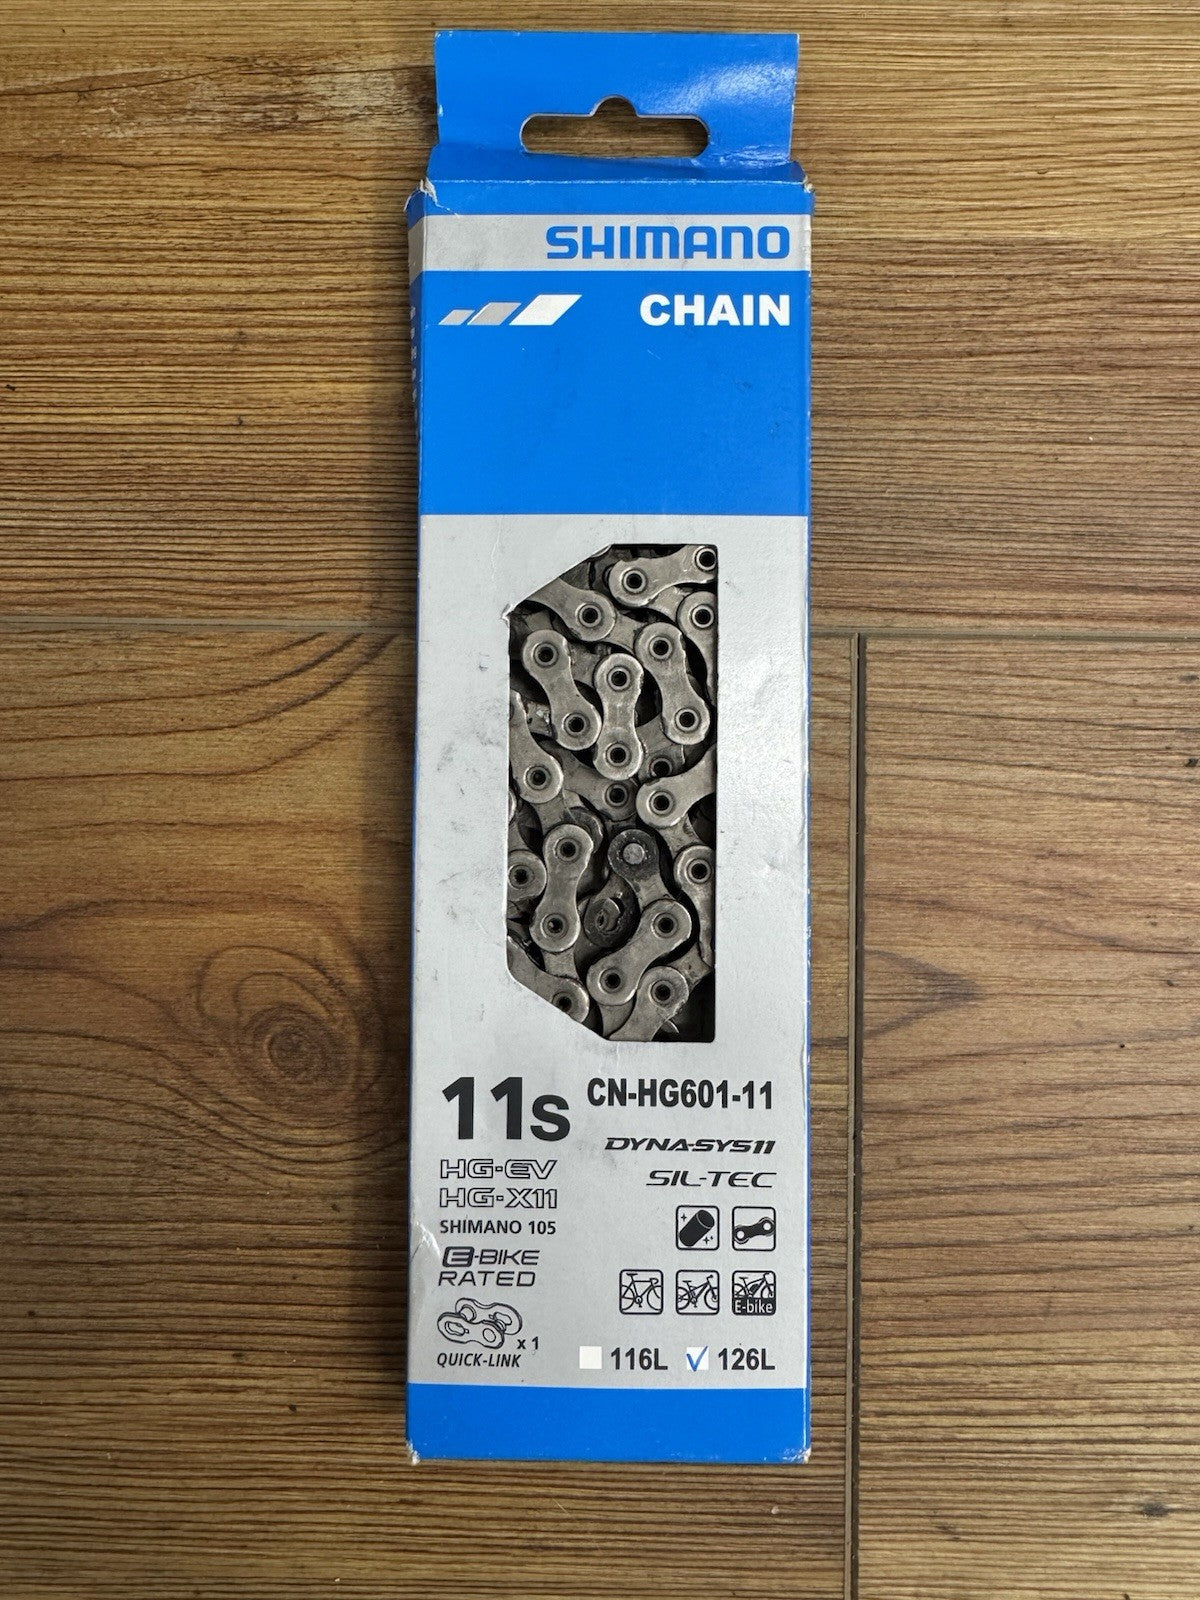 SHIMANO
CHAIN
11s
CN-HG601-11
DYNA-SYS11
HG-EV
SIL-TEC
HG-X11
SHIMANO 105
E-BIKE
RATED
E-bike
x 1
QUICK-LINK
116L 126L